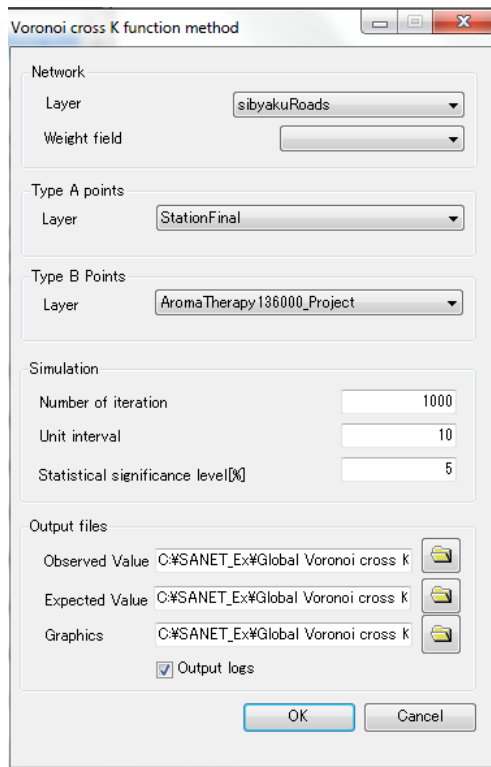 Voronoi cross K function method
Network
Layer sibyakuRoads
Weight field
Type A points
Layer StationFinal
Type B Points
Layer AromaTherapy136000_Project
Simulation
Number of iteration 1000
Unit interval 10
Statistical significance level[%] 5
Output files
Observed Value C:¥SANET_Ex¥Global Voronoi cross K
Expected Value C:¥SANET_Ex¥Global Voronoi cross K
Graphics C:¥SANET_Ex¥Global Voronoi cross K
Output logs
OK Cancel